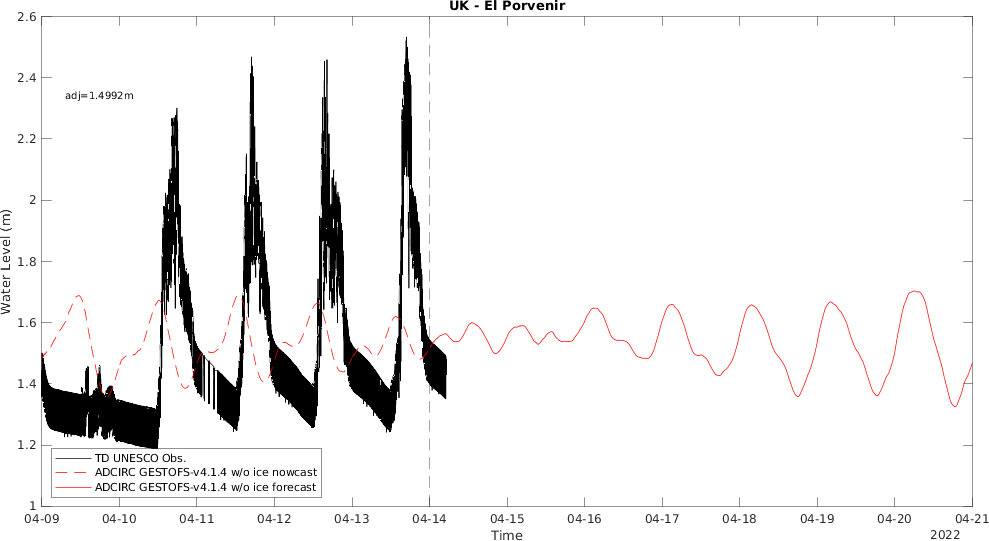 UK - El Porvenir
2.6
2.4
2.2
2
1.8
1.6
1.4
1.2
1
Water Level (m)
adj=1.4992m
TD UNESCO Obs.
ADCIRC GESTOFS-v4.1.4 w/o ice nowcast
ADCIRC GESTOFS-v4.1.4 w/o ice forecast
04-09 04-10 04-11 04-12 04-13 04-14 04-15 04-16 04-17 04-18 04-19 04-20 04-21
Time
2022